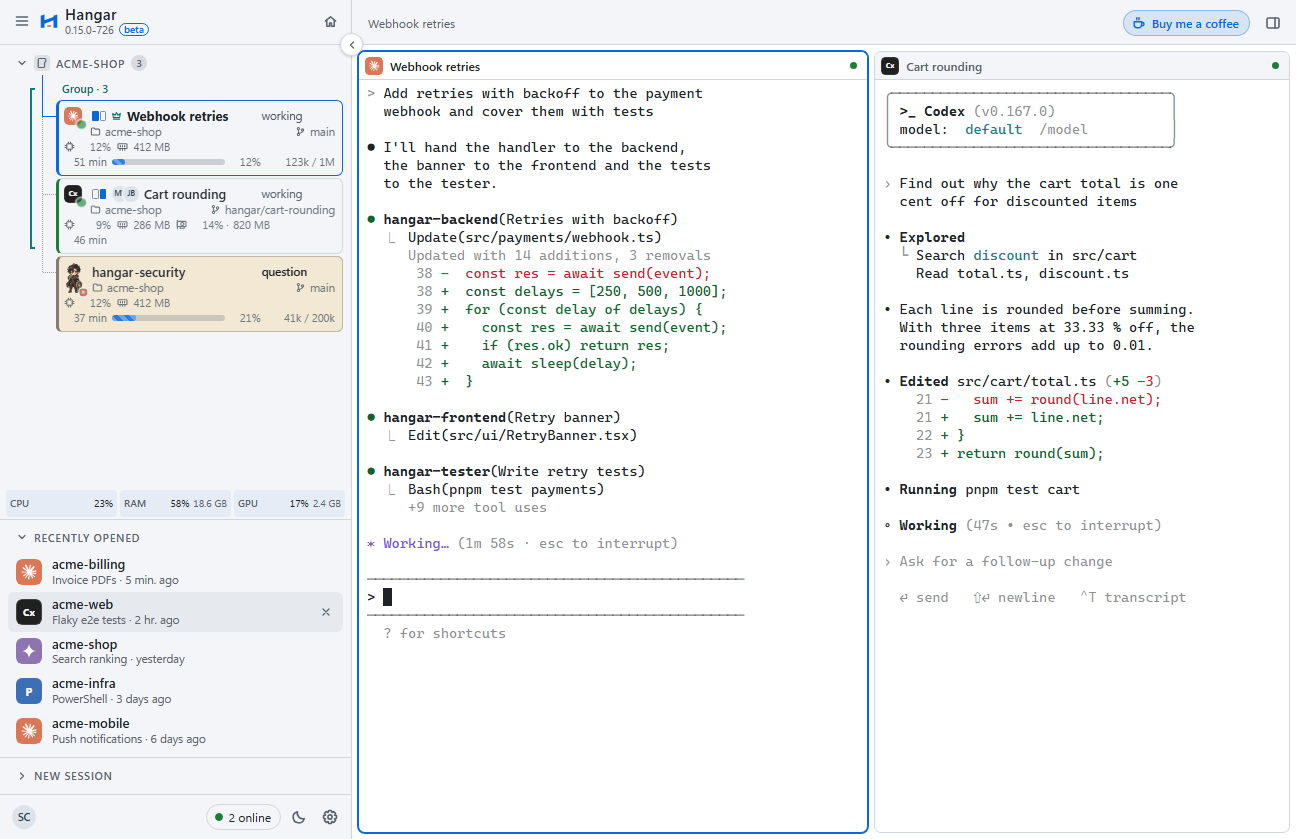 Hangar
0.15.0-726 beta
ACME-SHOP 3
Group · 3
Webhook retries working
acme-shop main
12% 412 MB
51 min 12% 123k / 1M
Cx M JB Cart rounding working
acme-shop hangar/cart-rounding
9% 286 MB 14% · 820 MB
46 min
hangar-security question
acme-shop main
12% 412 MB
37 min 21% 41k / 200k
CPU 23% RAM 58% 18.6 GB GPU 17% 2.4 GB
RECENTLY OPENED
acme-billing
Invoice PDFs · 5 min. ago
Cx acme-web
Flaky e2e tests · 2 hr. ago
acme-shop
Search ranking · yesterday
P acme-infra
PowerShell · 3 days ago
acme-mobile
Push notifications · 6 days ago
NEW SESSION
SC 2 online
Webhook retries
Buy me a coffee
Webhook retries
> Add retries with backoff to the payment
webhook and cover them with tests
● I'll hand the handler to the backend,
the banner to the frontend and the tests
to the tester.
● hangar-backend(Retries with backoff)
└ Update(src/payments/webhook.ts)
Updated with 14 additions, 3 removals
38 - const res = await send(event);
38 + const delays = [250, 500, 1000];
39 + for (const delay of delays) {
40 + const res = await send(event);
41 + if (res.ok) return res;
42 + await sleep(delay);
43 + }
● hangar-frontend(Retry banner)
└ Edit(src/ui/RetryBanner.tsx)
● hangar-tester(Write retry tests)
└ Bash(pnpm test payments)
+9 more tool uses
* Working… (1m 58s · esc to interrupt)
>
? for shortcuts
Cx Cart rounding
>_ Codex (v0.167.0)
model: default /model
› Find out why the cart total is one
cent off for discounted items
• Explored
└ Search discount in src/cart
Read total.ts, discount.ts
• Each line is rounded before summing.
With three items at 33.33 % off, the
rounding errors add up to 0.01.
• Edited src/cart/total.ts (+5 -3)
21 - sum += round(line.net);
21 + sum += line.net;
22 + }
23 + return round(sum);
• Running pnpm test cart
◦ Working (47s • esc to interrupt)
› Ask for a follow-up change
⏎ send ⇧⏎ newline ^T transcript